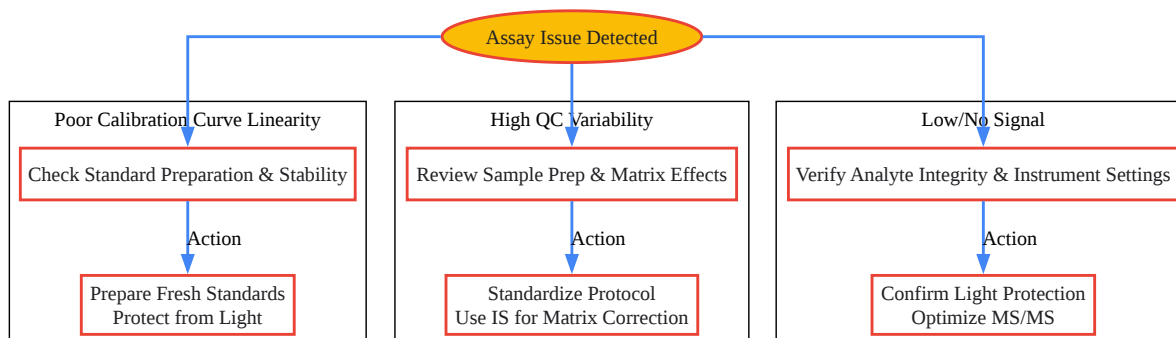 Assay Issue Detected
Poor Calibration Curve Linearity
Check Standard Preparation & Stability
Action
Prepare Fresh Standards
Protect from Light
High QC Variability
Review Sample Prep & Matrix Effects
Action
Standardize Protocol
Use IS for Matrix Correction
Low/No Signal
Verify Analyte Integrity & Instrument Settings
Action
Confirm Light Protection
Optimize MS/MS